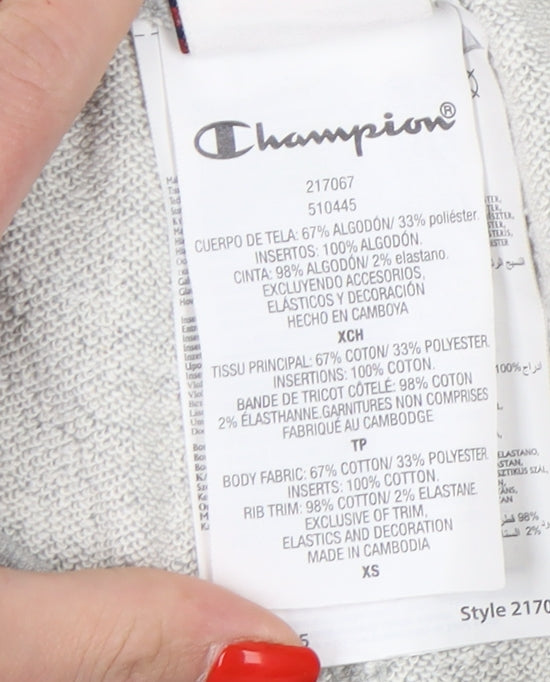 Champion®
217067
510445
CUERPO DE TELA: 67% ALGODÓN/ 33% poliéster.
INSERTOS: 100% ALGODÓN.
CINTA: 98% ALGODÓN/ 2% elastano.
EXCLUYENDO ACCESORIOS,
ELÁSTICOS Y DECORACIÓN
HECHO EN CAMBOYA
XCH
TISSU PRINCIPAL: 67% COTON/ 33% POLYESTER.
INSERTIONS: 100% COTON.
BANDE DE TRICOT CÔTELÉ: 98% COTON
2% ÉLASTHANNE.GARNITURES NON COMPRISES
FABRIQUÉ AU CAMBODGE
TP
BODY FABRIC: 67% COTTON/ 33% POLYESTER.
INSERTS: 100% COTTON.
RIB TRIM: 98% COTTON/ 2% ELASTANE.
EXCLUSIVE OF TRIM,
ELASTICS AND DECORATION
MADE IN CAMBODIA
XS
Style 2170
5